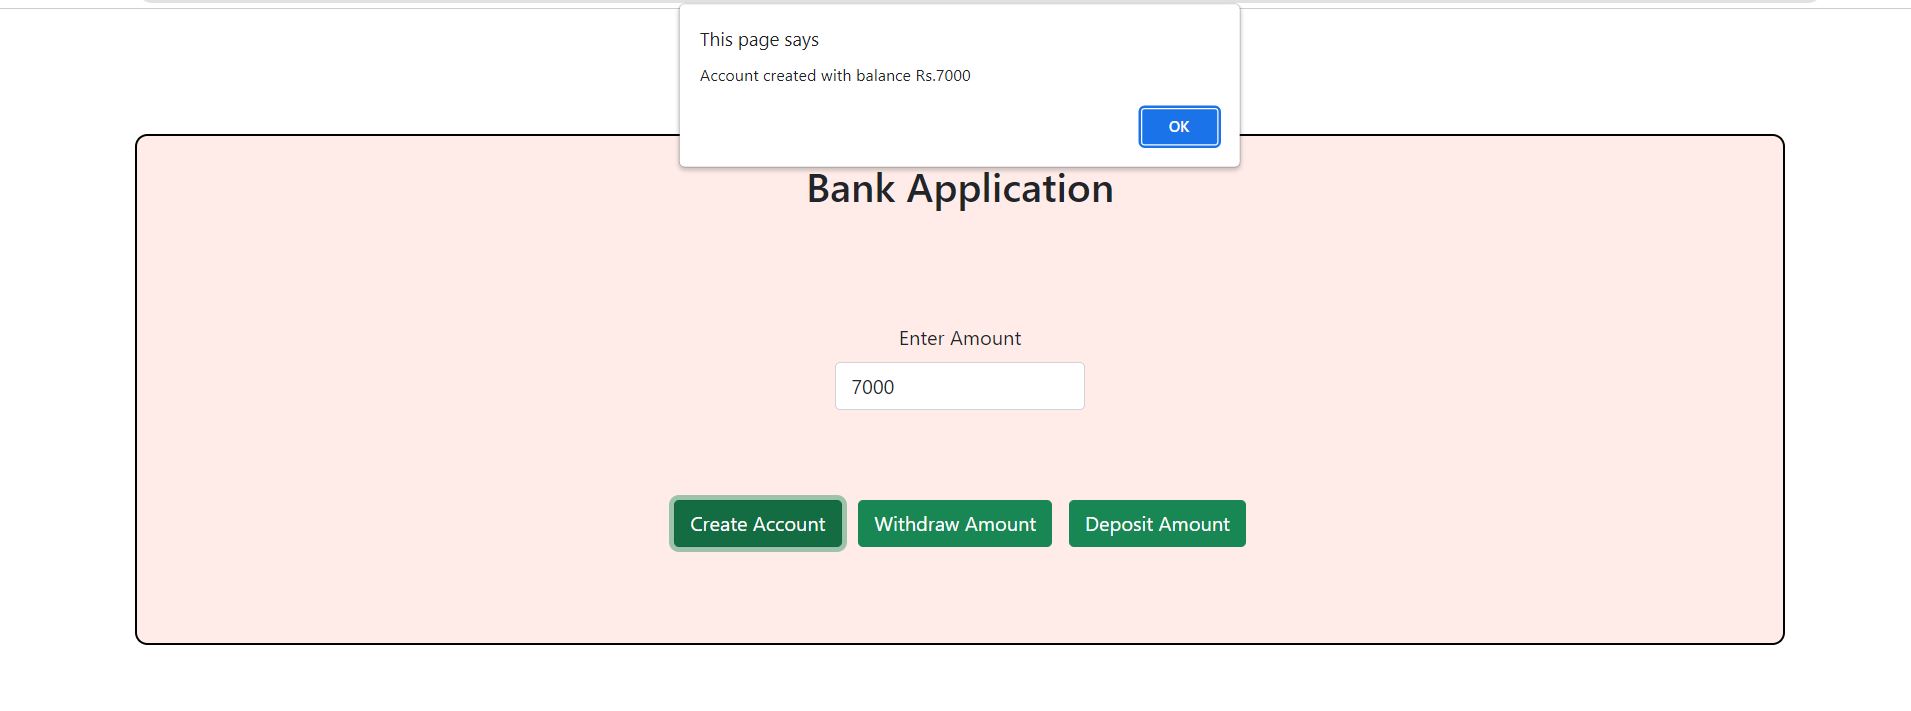 This page says
Account created with balance Rs.7000
OK
Bank Application
Enter Amount
7000
Create Account Withdraw Amount Deposit Amount